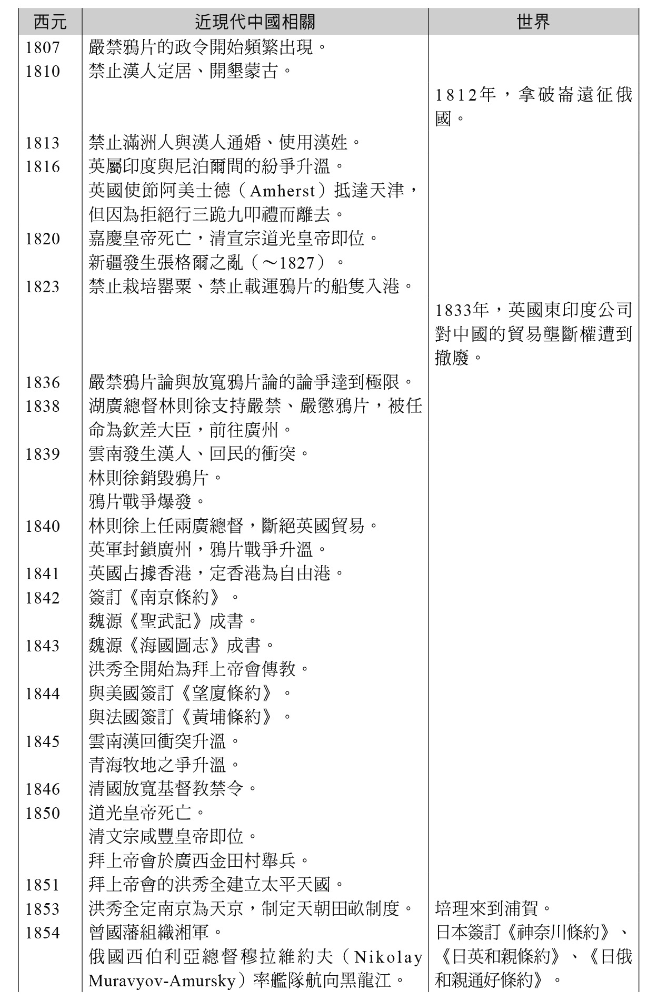 西元 近現代中國相關 世界
1807 嚴禁鴉片的政令開始頻繁出現。
1810 禁止漢人定居、開墾蒙古。
1812年，拿破崙遠征俄
國。
1813 禁止滿洲人與漢人通婚、使用漢姓。
1816 英屬印度與尼泊爾間的紛爭升溫。
英國使節阿美士德（Amherst）抵達天津，
但因為拒絕行三跪九叩禮而離去。
1820 嘉慶皇帝死亡，清宣宗道光皇帝即位。
新疆發生張格爾之亂（～1827）。
1823 禁止栽培罌粟、禁止載運鴉片的船隻入港。
1833年，英國東印度公司
對中國的貿易壟斷權遭到
撤廢。
1836 嚴禁鴉片論與放寬鴉片論的論爭達到極限。
1838 湖廣總督林則徐支持嚴禁、嚴懲鴉片，被任
命為欽差大臣，前往廣州。
1839 雲南發生漢人、回民的衝突。
林則徐銷毀鴉片。
鴉片戰爭爆發。
1840 林則徐上任兩廣總督，斷絕英國貿易。
英軍封鎖廣州，鴉片戰爭升溫。
1841 英國占據香港，定香港為自由港。
1842 簽訂《南京條約》。
魏源《聖武記》成書。
1843 魏源《海國圖志》成書。
洪秀全開始為拜上帝會傳教。
1844 與美國簽訂《望廈條約》。
與法國簽訂《黃埔條約》。
1845 雲南漢回衝突升溫。
青海牧地之爭升溫。
1846 清國放寬基督教禁令。
1850 道光皇帝死亡。
清文宗咸豐皇帝即位。
拜上帝會於廣西金田村舉兵。
1851 拜上帝會的洪秀全建立太平天國。
1853 洪秀全定南京為天京，制定天朝田畝制度。 培理來到浦賀。
1854 曾國藩組織湘軍。 日本簽訂《神奈川條約》、
俄國西伯利亞總督穆拉維約夫（Nikolay 《日英和親條約》、《日俄
Muravyov-Amursky）率艦隊航向黑龍江。 和親通好條約》。